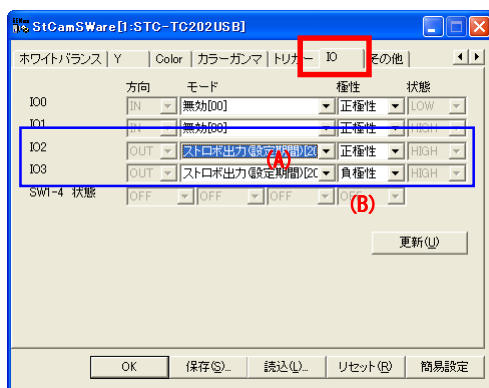 StCamSWare[1:STC-TC202USB]
ホワイトバランス Y Color カラーガンマ トリガー IO その他
方向 モード 極性 状態
IO0 IN 無効[00] 正極性 LOW
IO1 IN 無効[00] 正極性 HIGH
IO2 OUT ストロボ出力(設定期間)[2 正極性 HIGH
(A)
IO3 OUT ストロボ出力(設定期間)[20 負極性 HIGH
SW1-4 状態 OFF OFF OFF OFF
(B)
更新(U)
OK 保存(S)... 読込(L)... リセット(R) 簡易設定